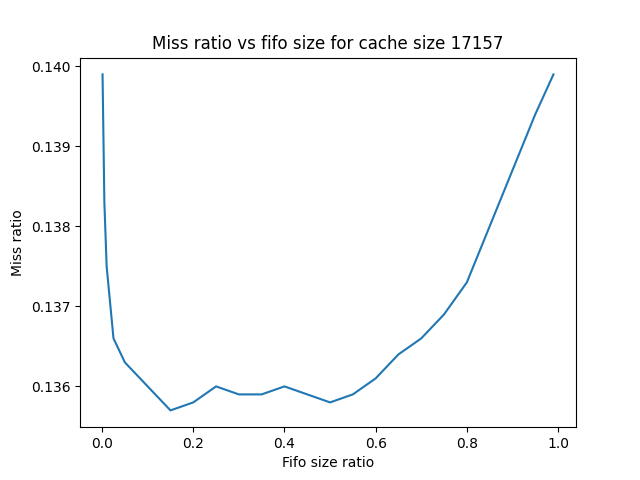 Miss ratio vs fifo size for cache size 17157
0.140
0.139
0.138
0.137
0.136
Miss ratio
0.0 0.2 0.4 0.6 0.8 1.0
Fifo size ratio